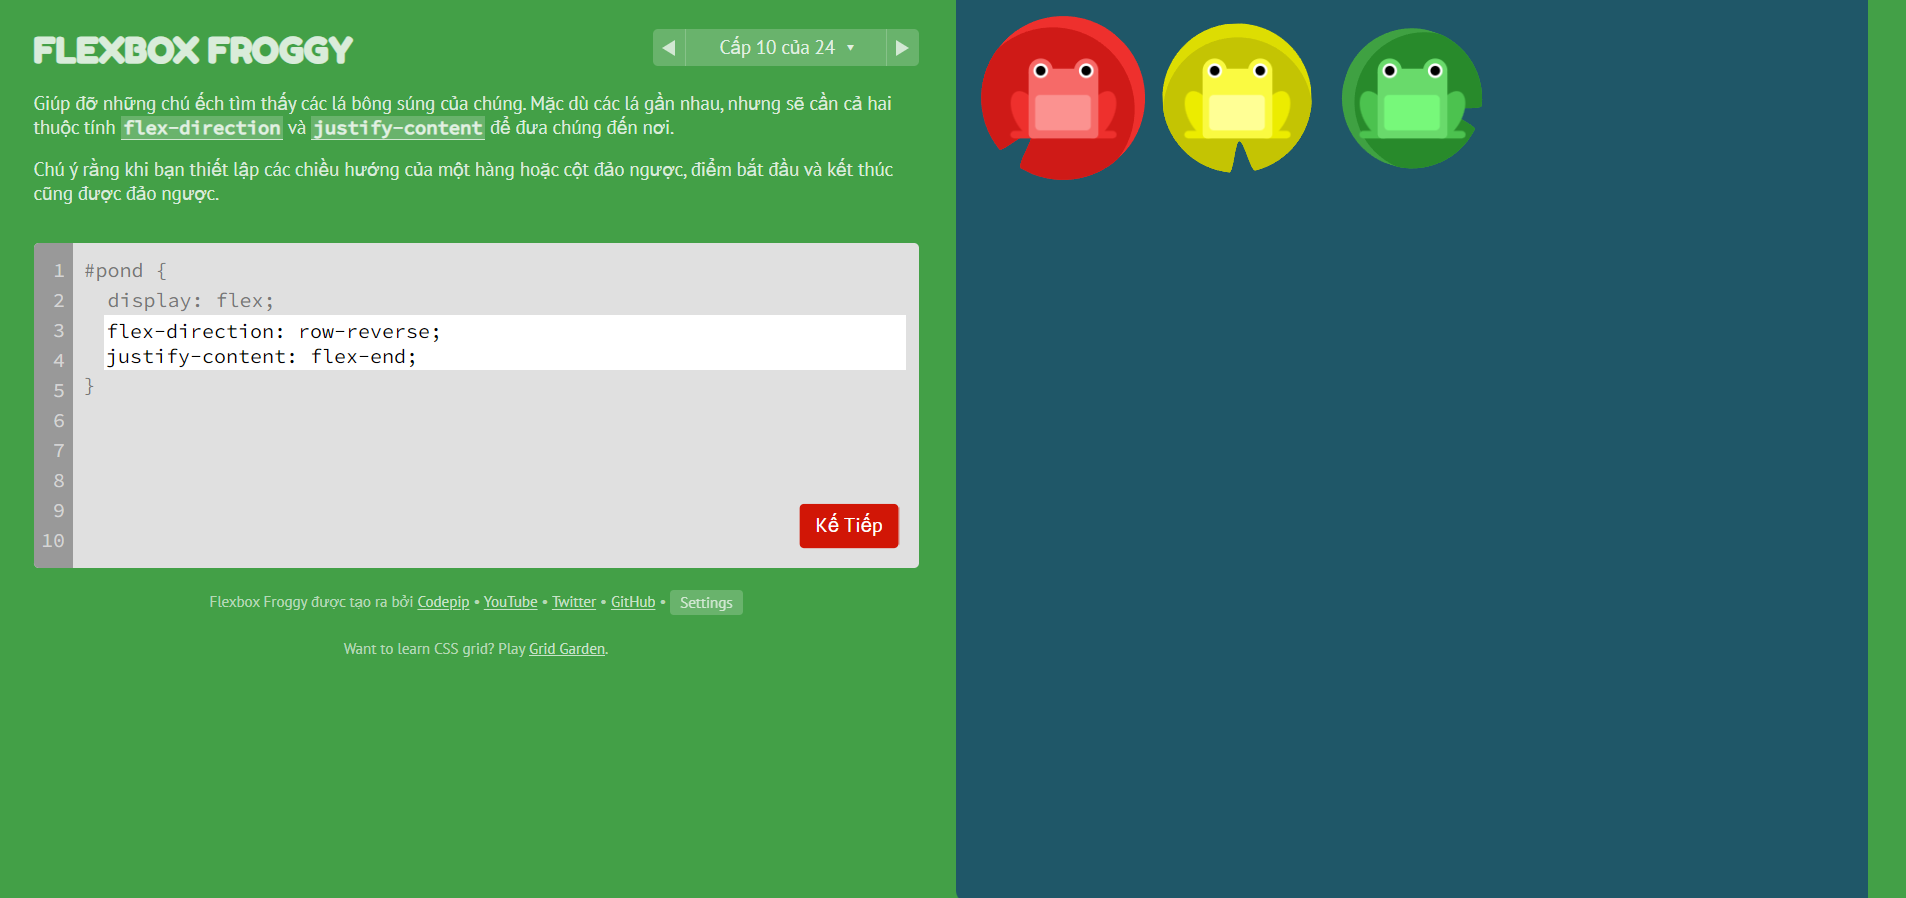 FLEXBOX FROGGY
◀ Cấp 10 của 24 ▼ ▶
Giúp đỡ những chú ếch tìm thấy các lá bông súng của chúng. Mặc dù các lá gần nhau, nhưng sẽ cần cả hai
thuộc tính flex-direction và justify-content để đưa chúng đến nơi.
Chú ý rằng khi bạn thiết lập các chiều hướng của một hàng hoặc cột đảo ngược, điểm bắt đầu và kết thúc
cũng được đảo ngược.
1 #pond {
2 display: flex;
3 flex-direction: row-reverse;
4 justify-content: flex-end;
5 }
6
7
8
9
10
Kế Tiếp
Flexbox Froggy được tạo ra bởi Codepip • YouTube • Twitter • GitHub • Settings
Want to learn CSS grid? Play Grid Garden.